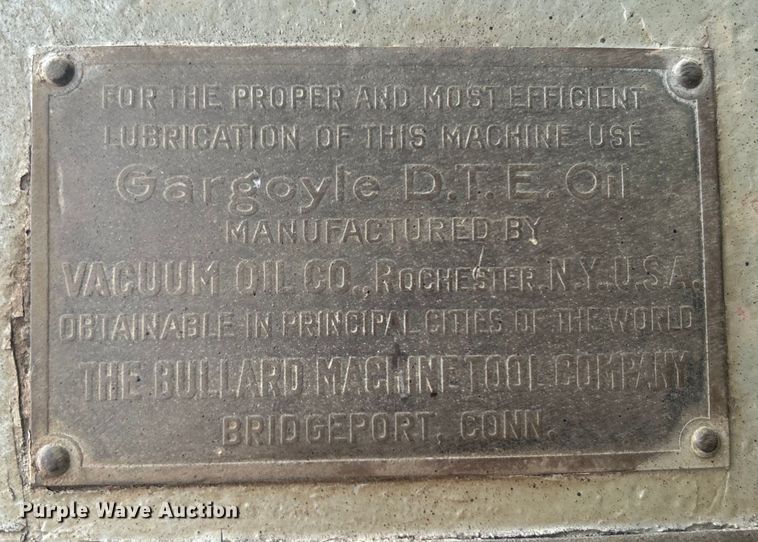 FOR THE PROPER AND MOST EFFICIENT
LUBRICATION OF THIS MACHINE USE
Gargoyle D.T.E. Oil
MANUFACTURED BY
VACUUM OIL CO., ROCHESTER, N.Y., U.S.A.
OBTAINABLE IN PRINCIPAL CITIES OF THE WORLD
THE BULLARD MACHINE TOOL COMPANY
BRIDGEPORT, CONN.
Purple Wave Auction